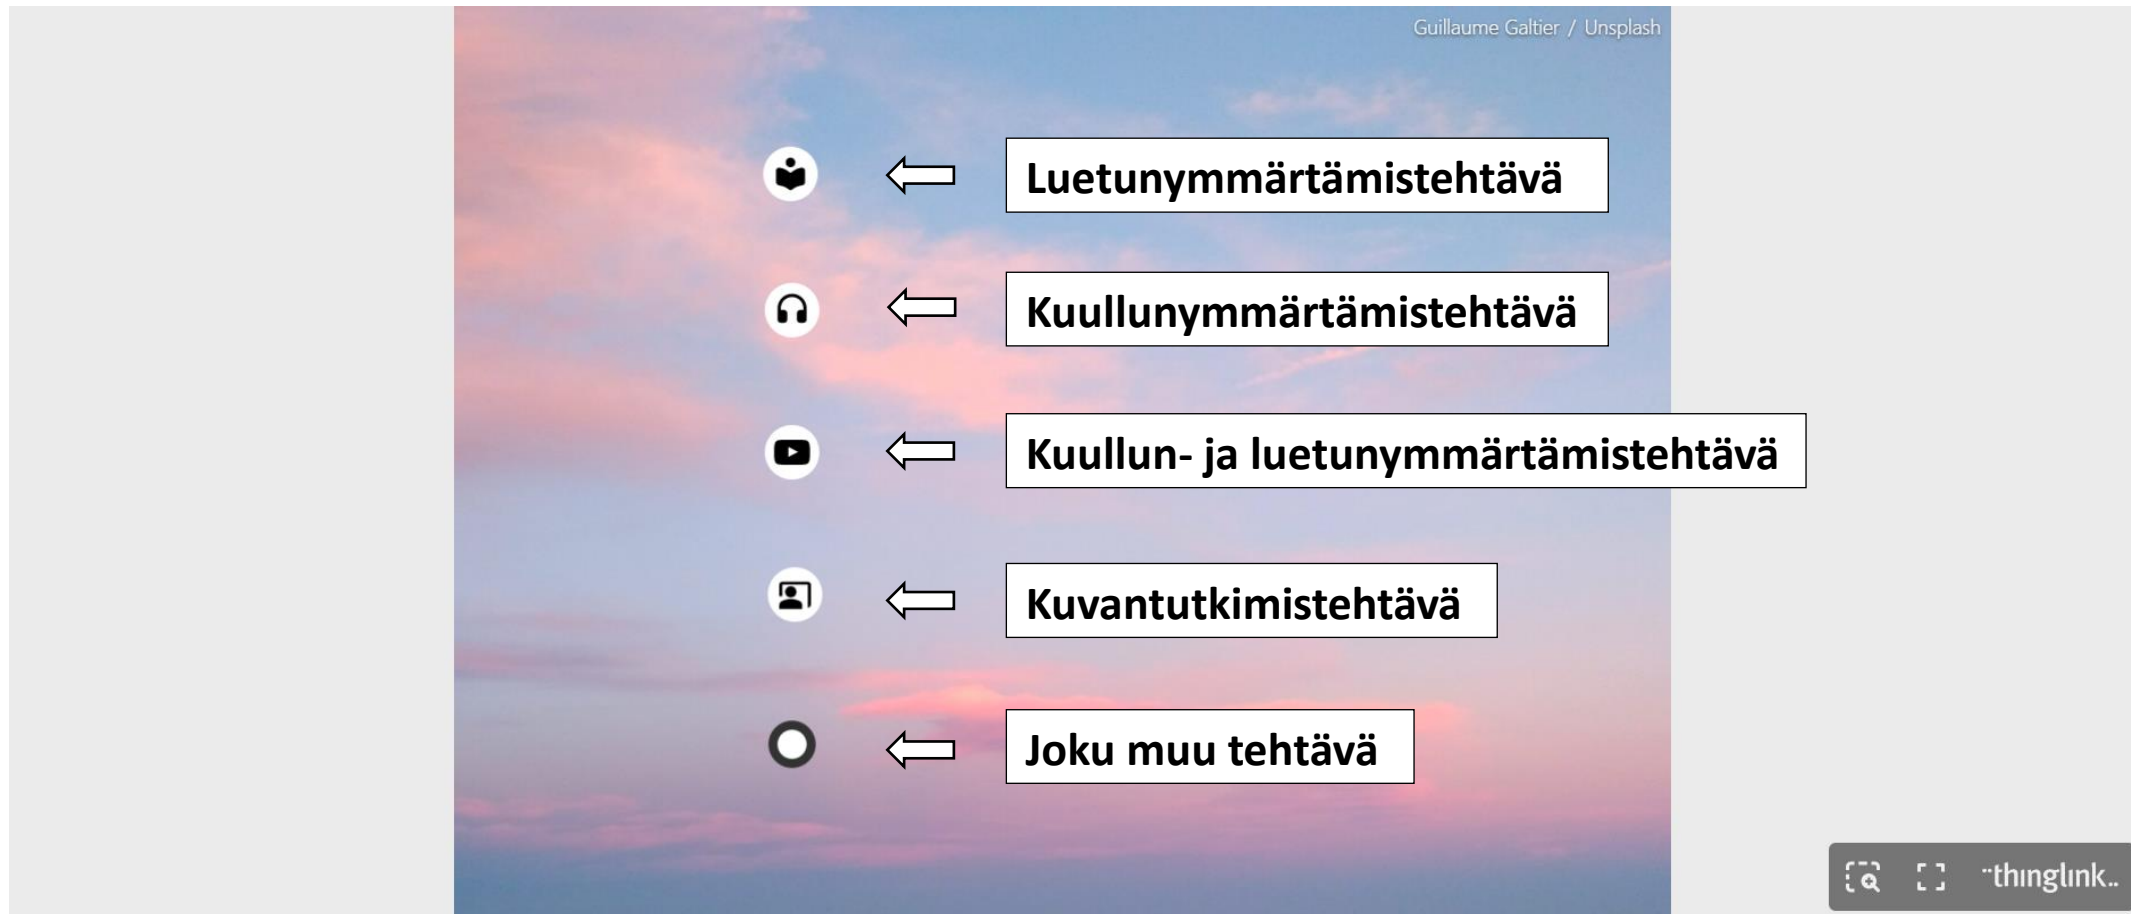 Guillaume Galtier / Unsplash
Luetunymmärtämistehtävä
Kuullunymmärtämistehtävä
Kuullun- ja luetunymmärtämistehtävä
Kuvantutkimistehtävä
Joku muu tehtävä
¨thinglink..